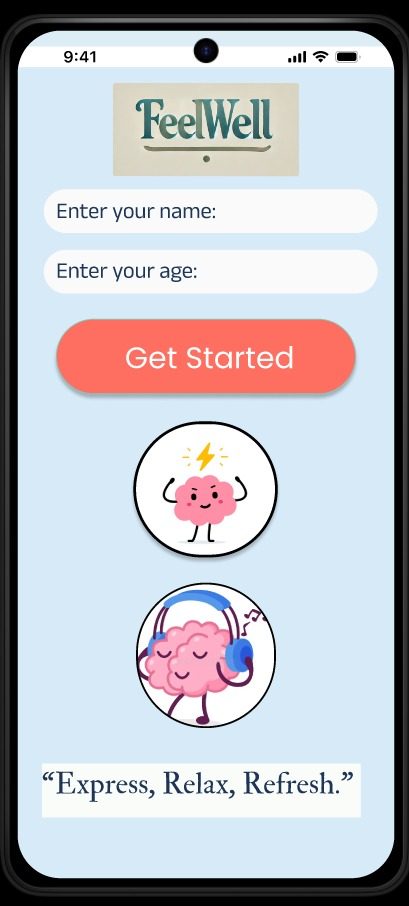 9:41
FeelWell
Enter your name:
Enter your age:
Get Started
“Express, Relax, Refresh.”